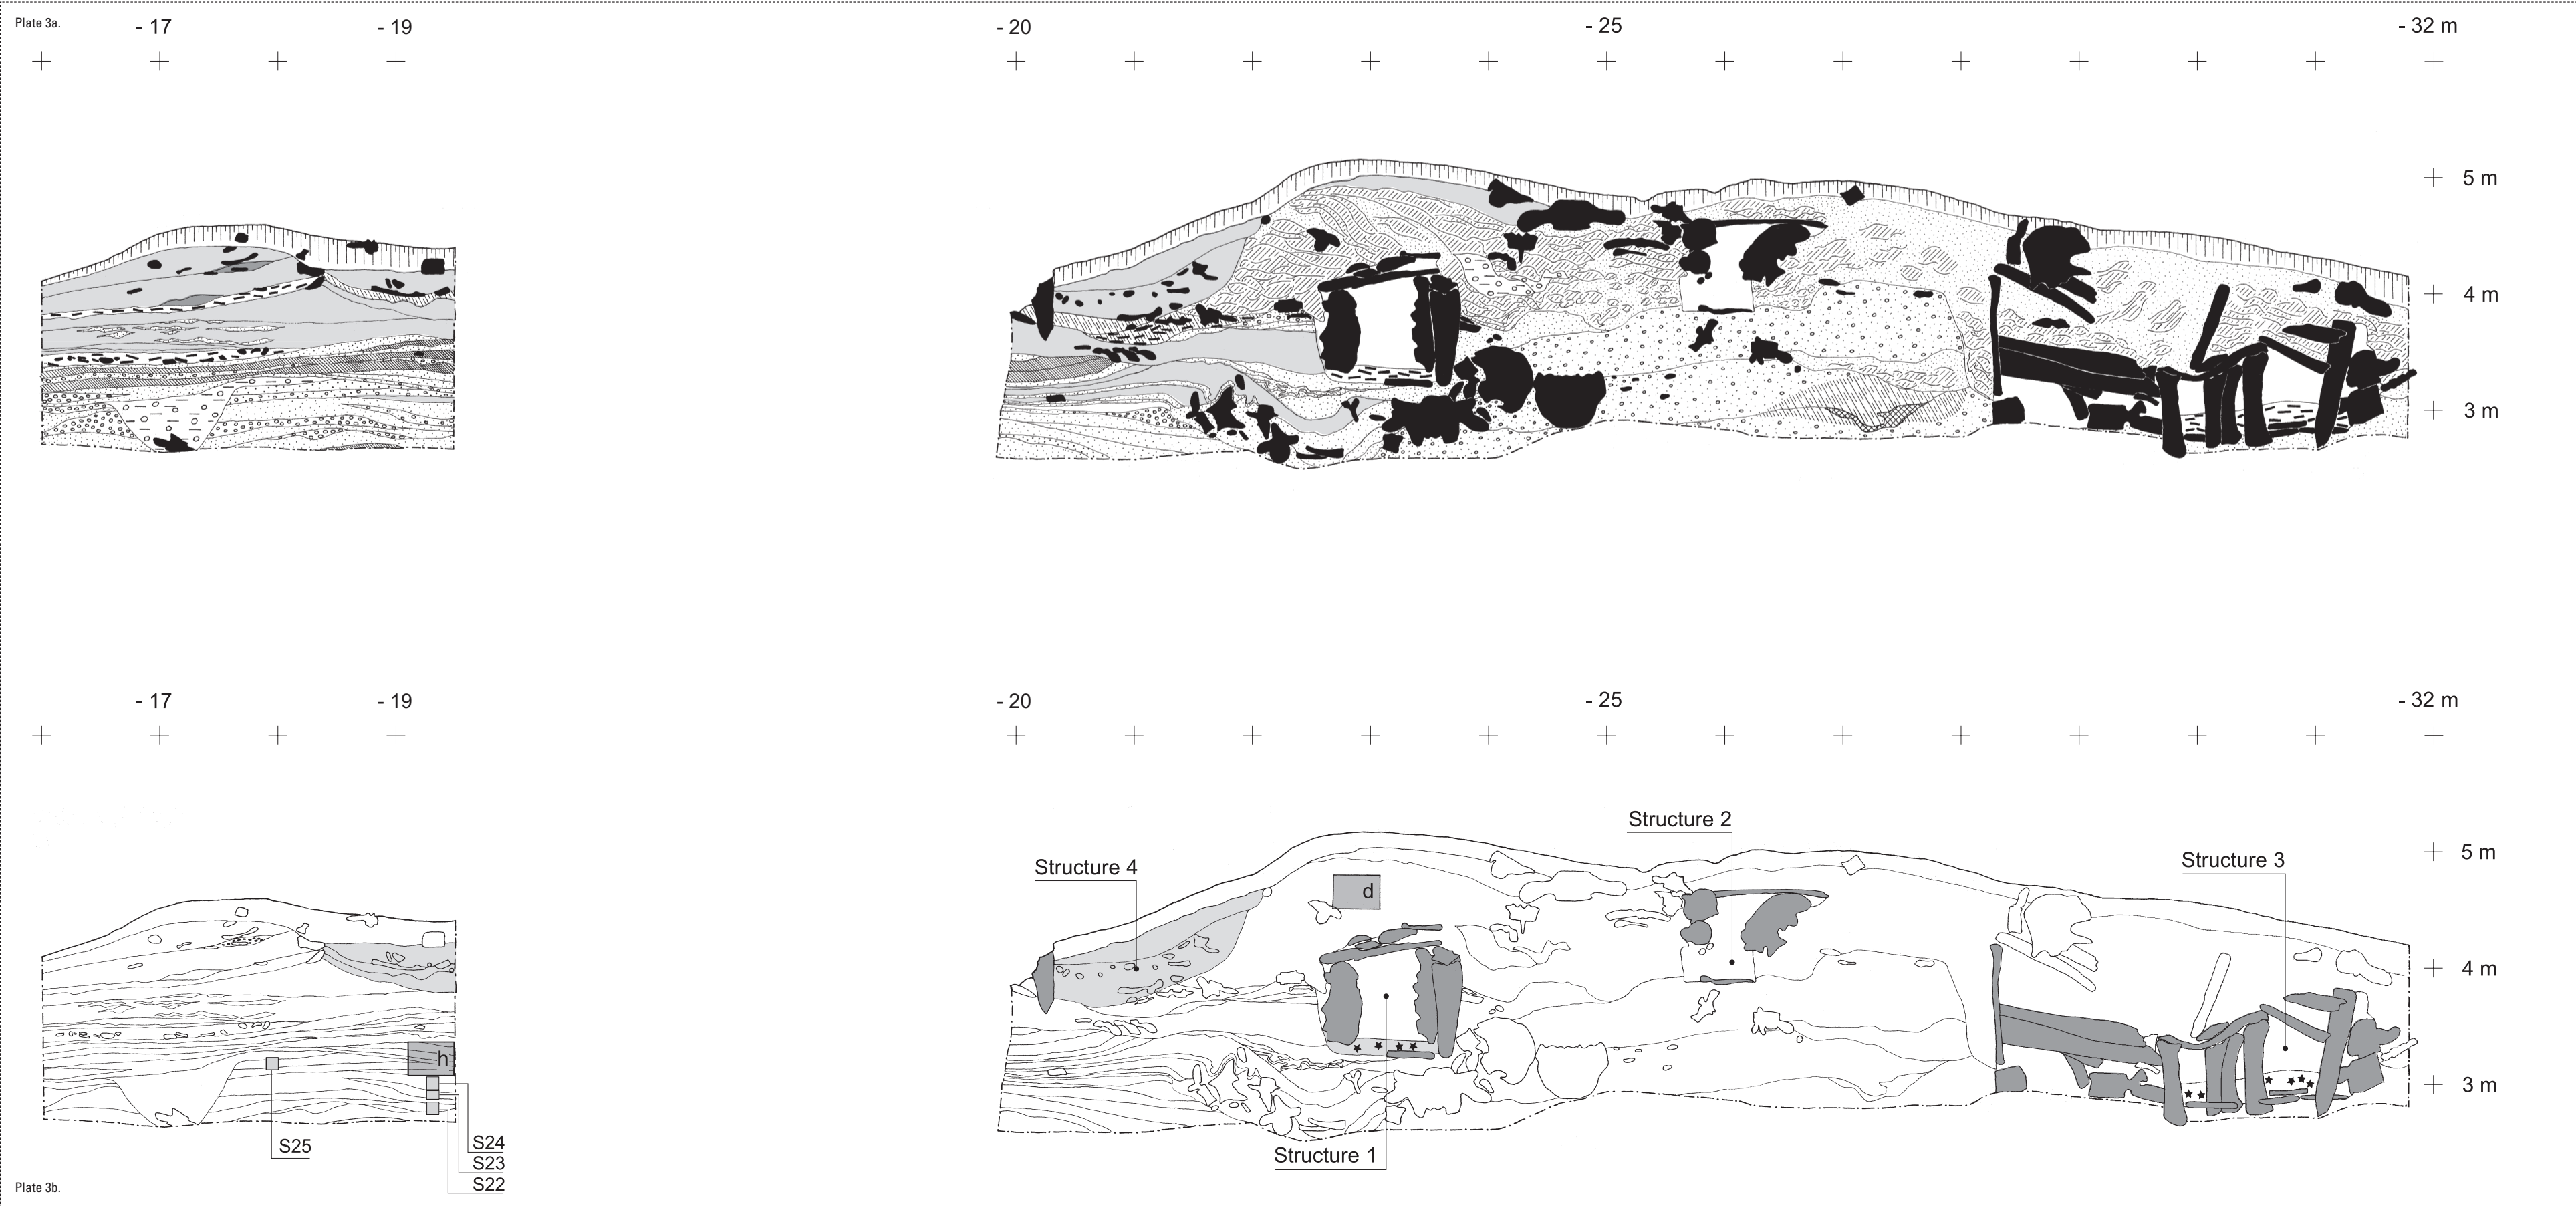 Plate 3a.
- 17
- 19
- 20
- 25
- 32 m
5 m
4 m
3 m
- 17
- 19
- 20
- 25
- 32 m
Structure 2
Structure 4
Structure 3
5 m
d
4 m
h
3 m
S25
S24
S23
S22
Structure 1
Plate 3b.